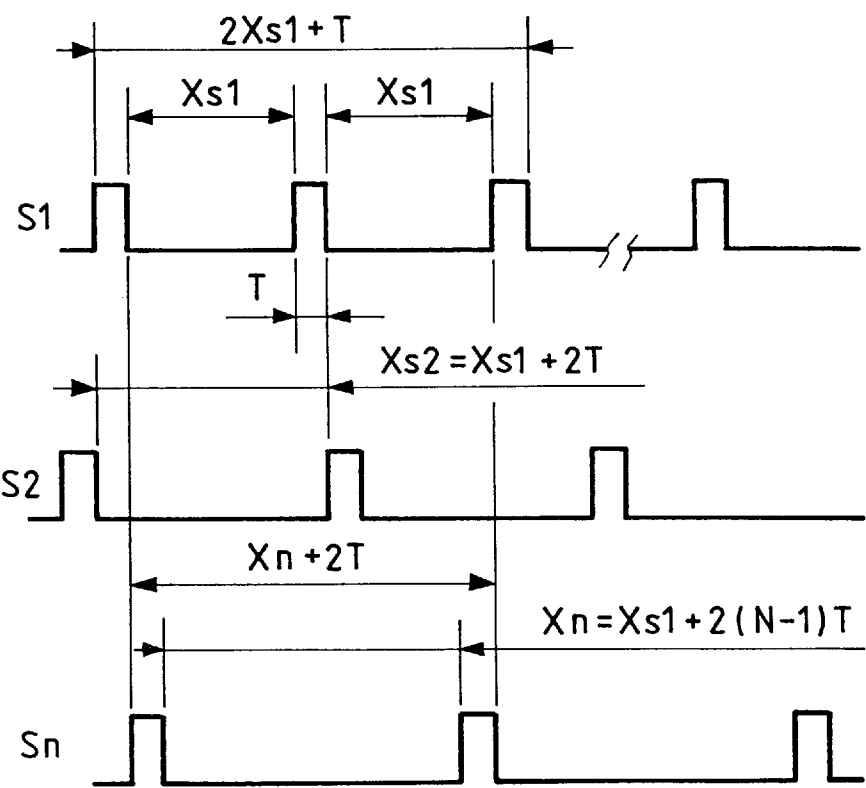 2Xs1+T
Xs1 Xs1
S1
T
Xs2=Xs1+2T
S2
Xn+2T
Xn=Xs1+2(N-1)T
Sn